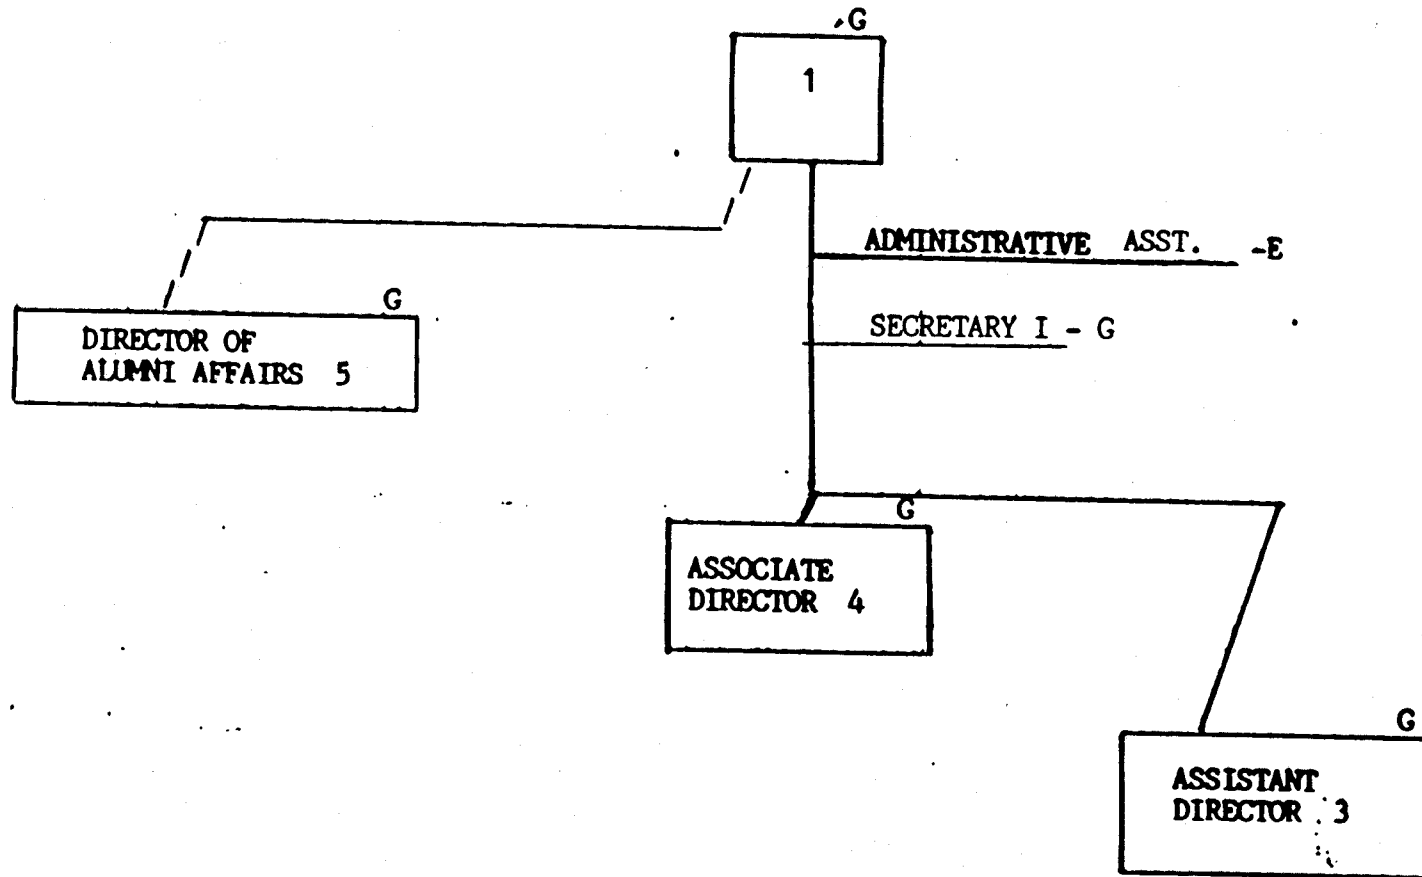 G
1
ADMINISTRATIVE ASST. -E
SECRETARY I - G
G
DIRECTOR OF
ALUMNI AFFAIRS 5
G
ASSOCIATE
DIRECTOR 4
G
ASSISTANT
DIRECTOR 3